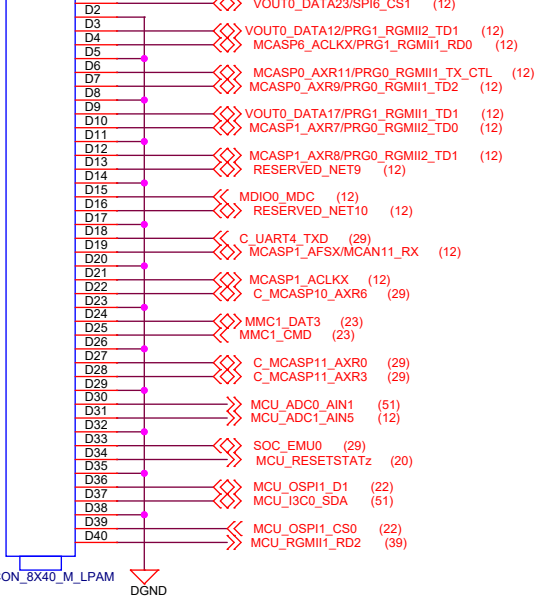 VOUT0_DATA23/SPI6_CS1 (12)
D2
D3 VOUT0_DATA12/PRG1_RGMII2_TD1 (12)
D4 MCASP6_ACLKX/PRG1_RGMII1_RD0 (12)
D5
D6 MCASP0_AXR11/PRG0_RGMII1_TX_CTL (12)
D7 MCASP0_AXR9/PRG0_RGMII1_TD2 (12)
D8
D9 VOUT0_DATA17/PRG1_RGMII1_TD1 (12)
D10 MCASP1_AXR7/PRG0_RGMII2_TD0 (12)
D11
D12 MCASP1_AXR8/PRG0_RGMII2_TD1 (12)
D13 RESERVED_NET9 (12)
D14
D15 MDIO0_MDC (12)
D16 RESERVED_NET10 (12)
D17
D18 C_UART4_TXD (29)
D19 MCASP1_AFSX/MCAN11_RX (12)
D20
D21 MCASP1_ACLKX (12)
D22 C_MCASP10_AXR6 (29)
D23
D24 MMC1_DAT3 (23)
D25 MMC1_CMD (23)
D26
D27 C_MCASP11_AXR0 (29)
D28 C_MCASP11_AXR3 (29)
D29
D30 MCU_ADC0_AIN1 (51)
D31 MCU_ADC1_AIN5 (12)
D32
D33 SOC_EMU0 (29)
D34 MCU_RESETSTATz (20)
D35
D36 MCU_OSPI1_D1 (22)
D37 MCU_I3C0_SDA (51)
D38
D39 MCU_OSPI1_CS0 (22)
D40 MCU_RGMII1_RD2 (39)
CON_8X40_M_LPAM
DGND